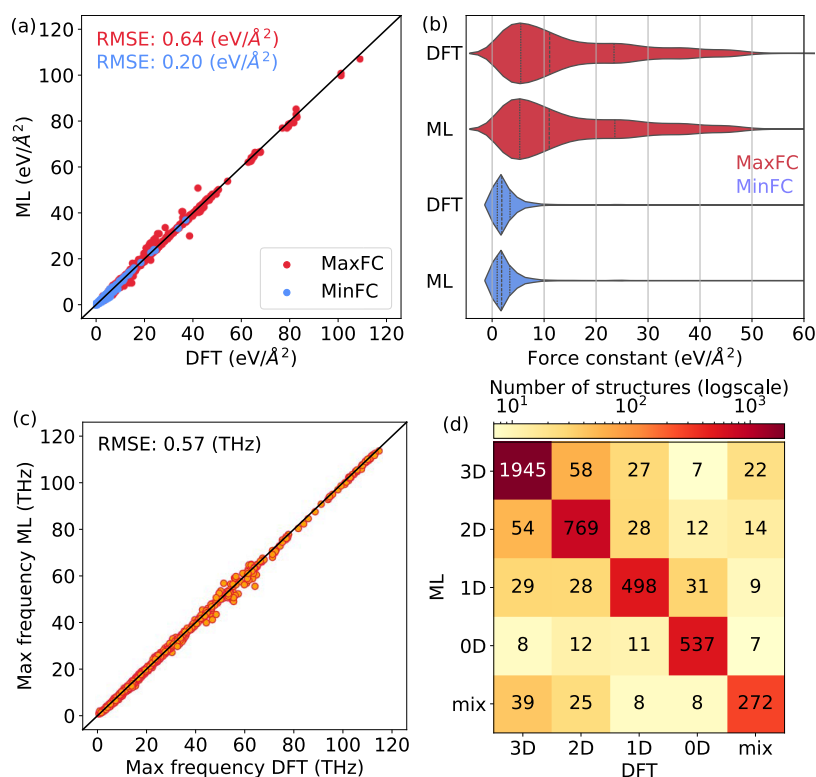 (a)
RMSE: 0.64 (eV/Å²)
RMSE: 0.20 (eV/Å²)
120
100
80
60
40
20
0
ML (eV/Å²)
MaxFC
MinFC
0 20 40 60 80 100 120
DFT (eV/Å²)
(b)
DFT
ML
DFT
ML
MaxFC
MinFC
0 10 20 30 40 50 60
Force constant (eV/Å²)
(c)
RMSE: 0.57 (THz)
120
100
80
60
40
20
0
Max frequency ML (THz)
0 20 40 60 80 100 120
Max frequency DFT (THz)
Number of structures (logscale)
10¹ 10² 10³
(d)
3D 1945 58 27 7 22
2D 54 769 28 12 14
1D 29 28 498 31 9
0D 8 12 11 537 7
mix 39 25 8 8 272
ML
3D 2D 1D 0D mix
DFT